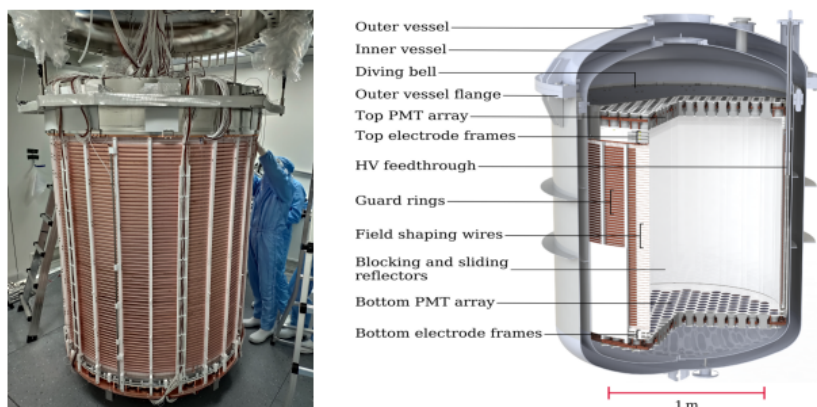 Outer vessel
Inner vessel
Diving bell
Outer vessel flange
Top PMT array
Top electrode frames
HV feedthrough
Guard rings
Field shaping wires
Blocking and sliding
reflectors
Bottom PMT array
Bottom electrode frames
1 m